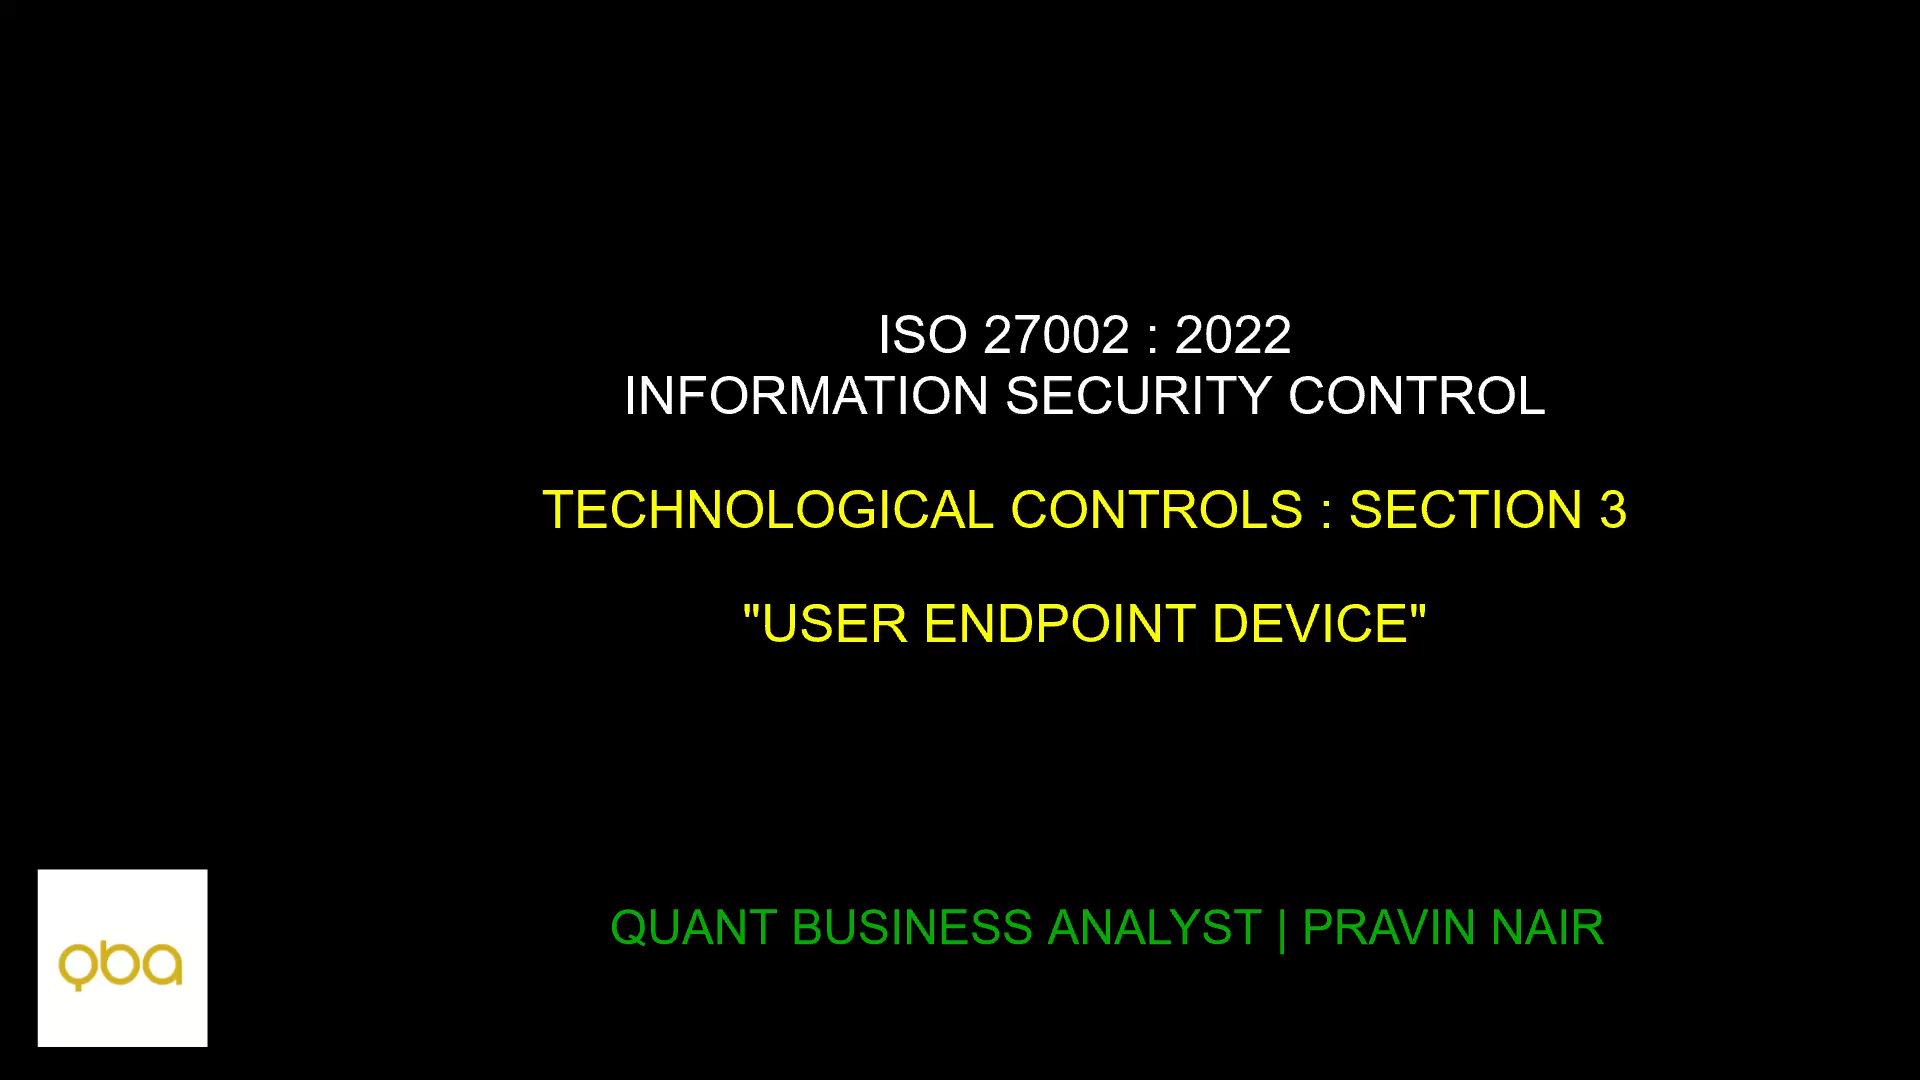 ISO 27002 : 2022
INFORMATION SECURITY CONTROL
TECHNOLOGICAL CONTROLS : SECTION 3
"USER ENDPOINT DEVICE"
QUANT BUSINESS ANALYST | PRAVIN NAIR
qba